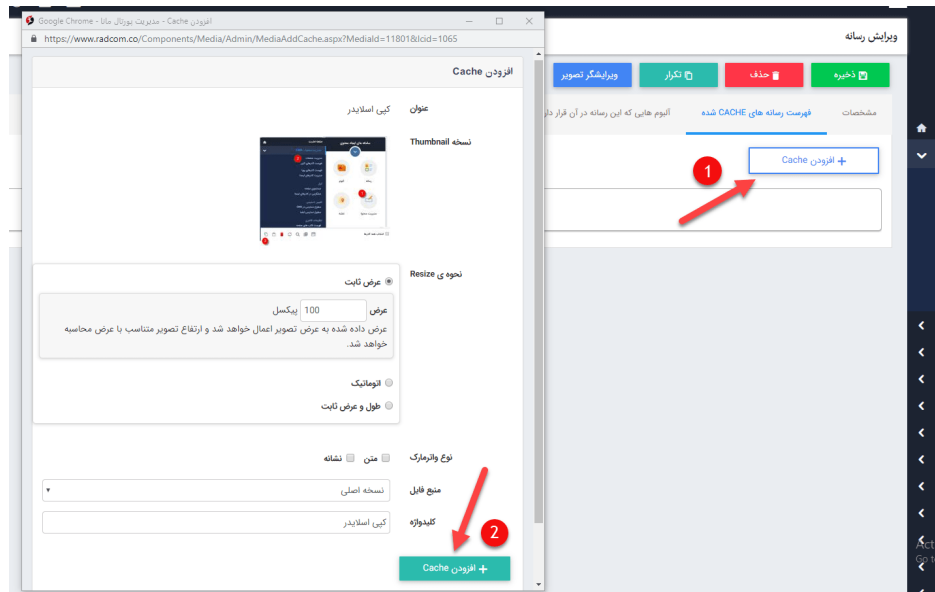 افزودن Cache - مدیریت پورتال مانا - Google Chrome
https://www.radcom.co/Components/Media/Admin/MediaAddCache.aspx?MediaId=11801&lcid=1065
ویرایش رسانه
ذخیره
حذف
تکرار
ویرایشگر تصویر
مشخصات
فهرست رسانه های CACHE شده
آلبوم هایی که این رسانه در آن قرار دار
+ افزودن Cache
1
افزودن Cache
عنوان
کپی اسلایدر
نسخه Thumbnail
نحوه ی Resize
عرض ثابت
عرض 100 پیکسل
عرض داده شده به عرض تصویر اعمال خواهد شد و ارتفاع تصویر متناسب با عرض محاسبه
خواهد شد.
اتوماتیک
طول و عرض ثابت
نوع واترمارک
متن
نشانه
منبع فایل
نسخه اصلی
کلیدواژه
کپی اسلایدر
2
+ افزودن Cache
Act
Go t